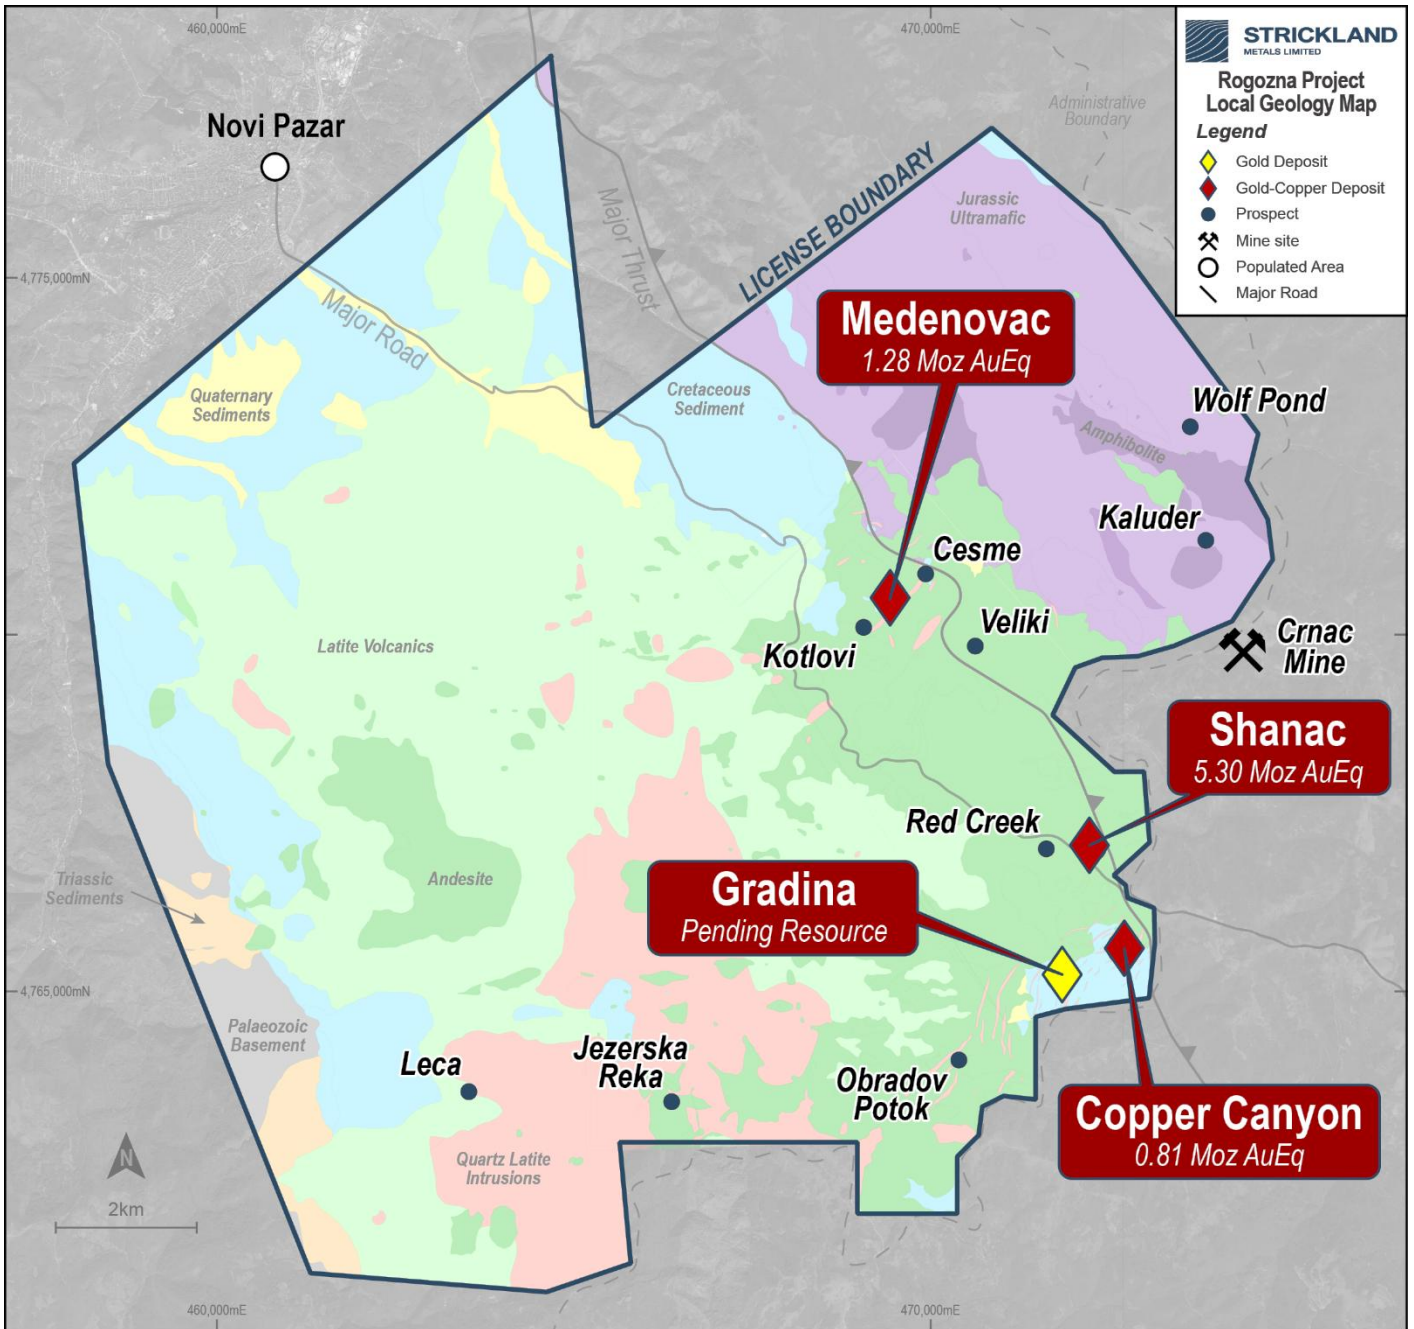 460,000mE
470,000mE
STRICKLAND
METALS LIMITED
Rogozna Project
Local Geology Map
Legend
Gold Deposit
Gold-Copper Deposit
Prospect
Mine site
Populated Area
Major Road
Administrative
Boundary
Novi Pazar
LICENSE BOUNDARY
Jurassic
Ultramafic
Major Thrust
4,775,000mN
Major Road
Medenovac
1.28 Moz AuEq
Quaternary
Sediments
Cretaceous
Sediment
Wolf Pond
Amphibolite
Kaluder
Cesme
Latite Volcanics
Kotlovi
Veliki
Crnac
Mine
Shanac
5.30 Moz AuEq
Red Creek
Triassic
Sediments
Andesite
Gradina
Pending Resource
4,765,000mN
Palaeozoic
Basement
Leca
Jezerska
Reka
Obradov
Potok
Copper Canyon
0.81 Moz AuEq
Quartz Latite
Intrusions
N
2km
460,000mE
470,000mE